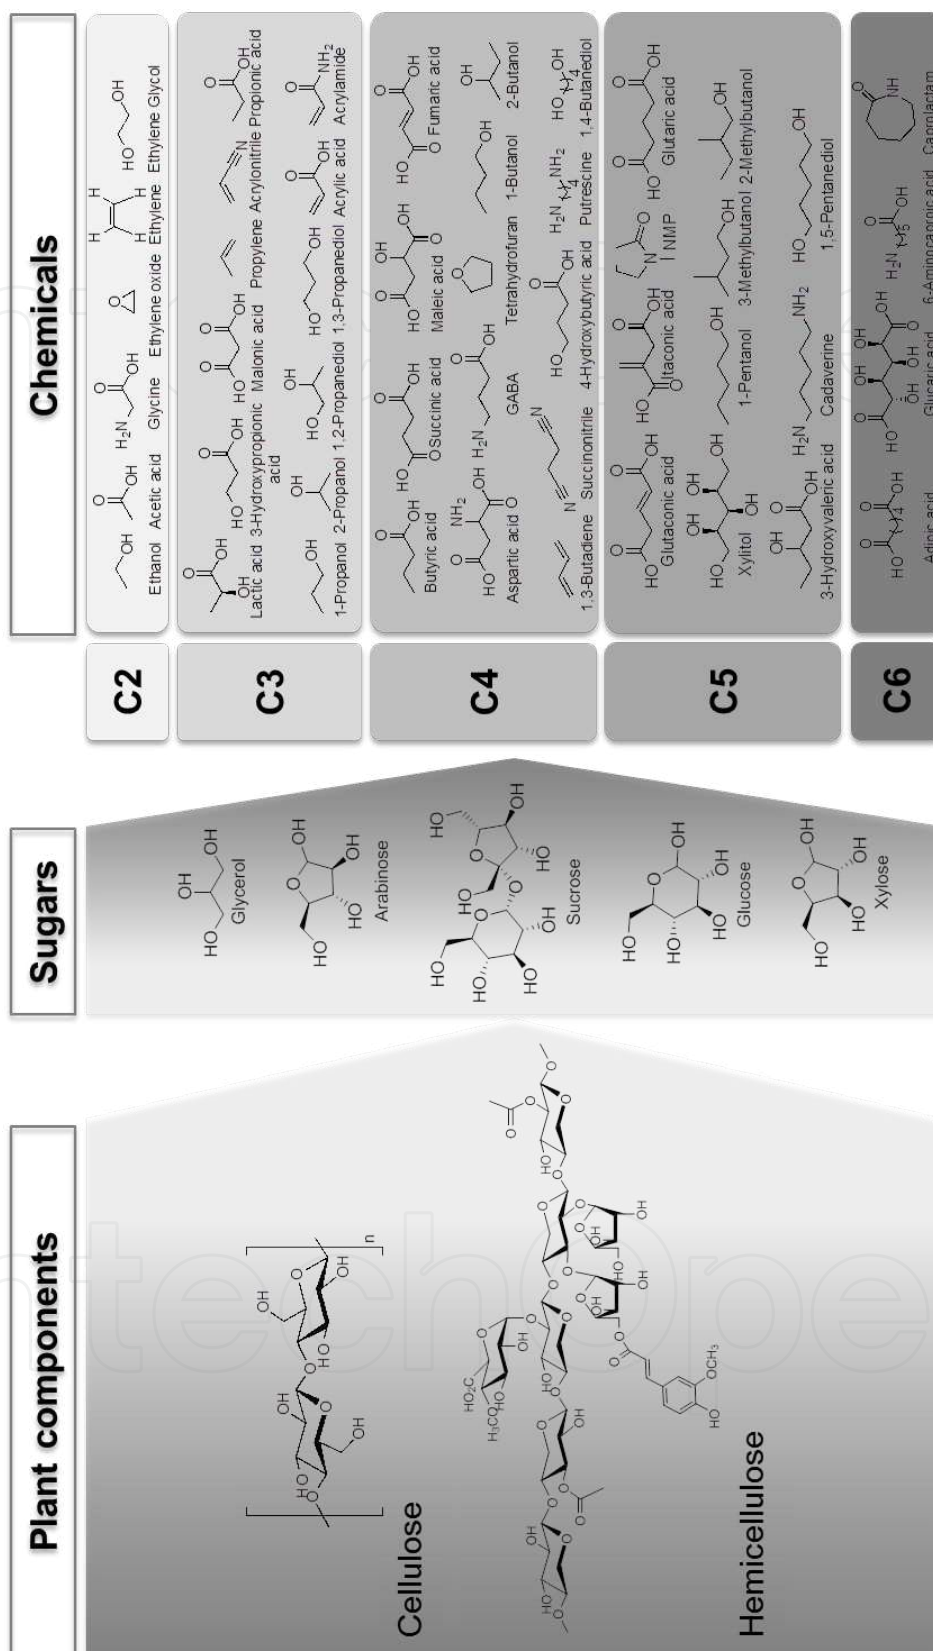 Plant components
Sugars
Chemicals
Cellulose
n
Hemicellulose
Glycerol
Arabinose
Sucrose
Glucose
Xylose
C2
Ethanol Acetic acid Glycine Ethylene oxide Ethylene Ethylene Glycol
C3
Lactic acid 3-Hydroxypropionic acid Malonic acid Propylene Acrylonitrile Propionic acid
1-Propanol 2-Propanol 1,2-Propanediol 1,3-Propanediol Acrylic acid Acrylamide
C4
Butyric acid Succinic acid Maleic acid Fumaric acid
Aspartic acid GABA Tetrahydrofuran 1-Butanol 2-Butanol
1,3-Butadiene Succinonitrile 4-Hydroxybutyric acid Putrescine 1,4-Butanediol
C5
Glutaconic acid Itaconic acid NMP Glutaric acid
Xylitol 1-Pentanol 3-Methylbutanol 2-Methylbutanol
3-Hydroxyvaleric acid Cadaverine 1,5-Pentanediol
C6
Adipic acid Glucaric acid 6-Aminocaproic acid Caprolactam